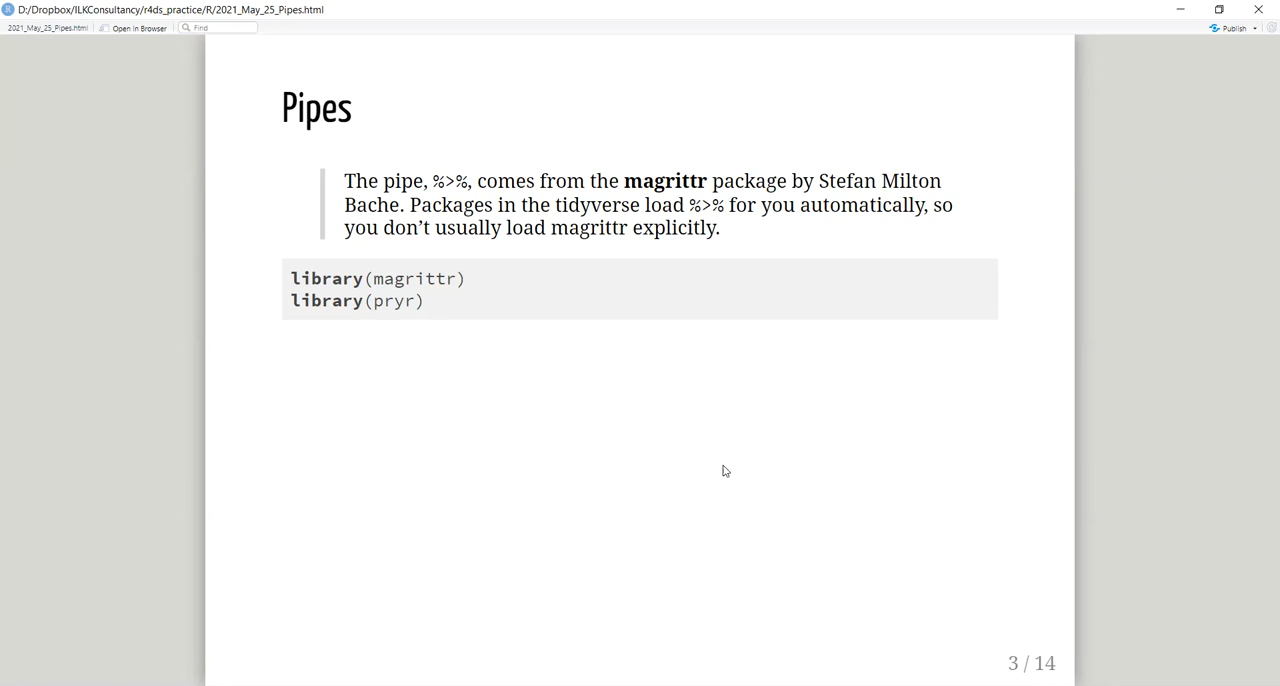 D:/Dropbox/ILKConsultancy/r4ds_practice/R/2021_May_25_Pipes.html
2021_May_25_Pipes.html Open in Browser Find Publish
Pipes
The pipe, %>%, comes from the magrittr package by Stefan Milton
Bache. Packages in the tidyverse load %>% for you automatically, so
you don’t usually load magrittr explicitly.
library(magrittr)
library(pryr)
3 / 14